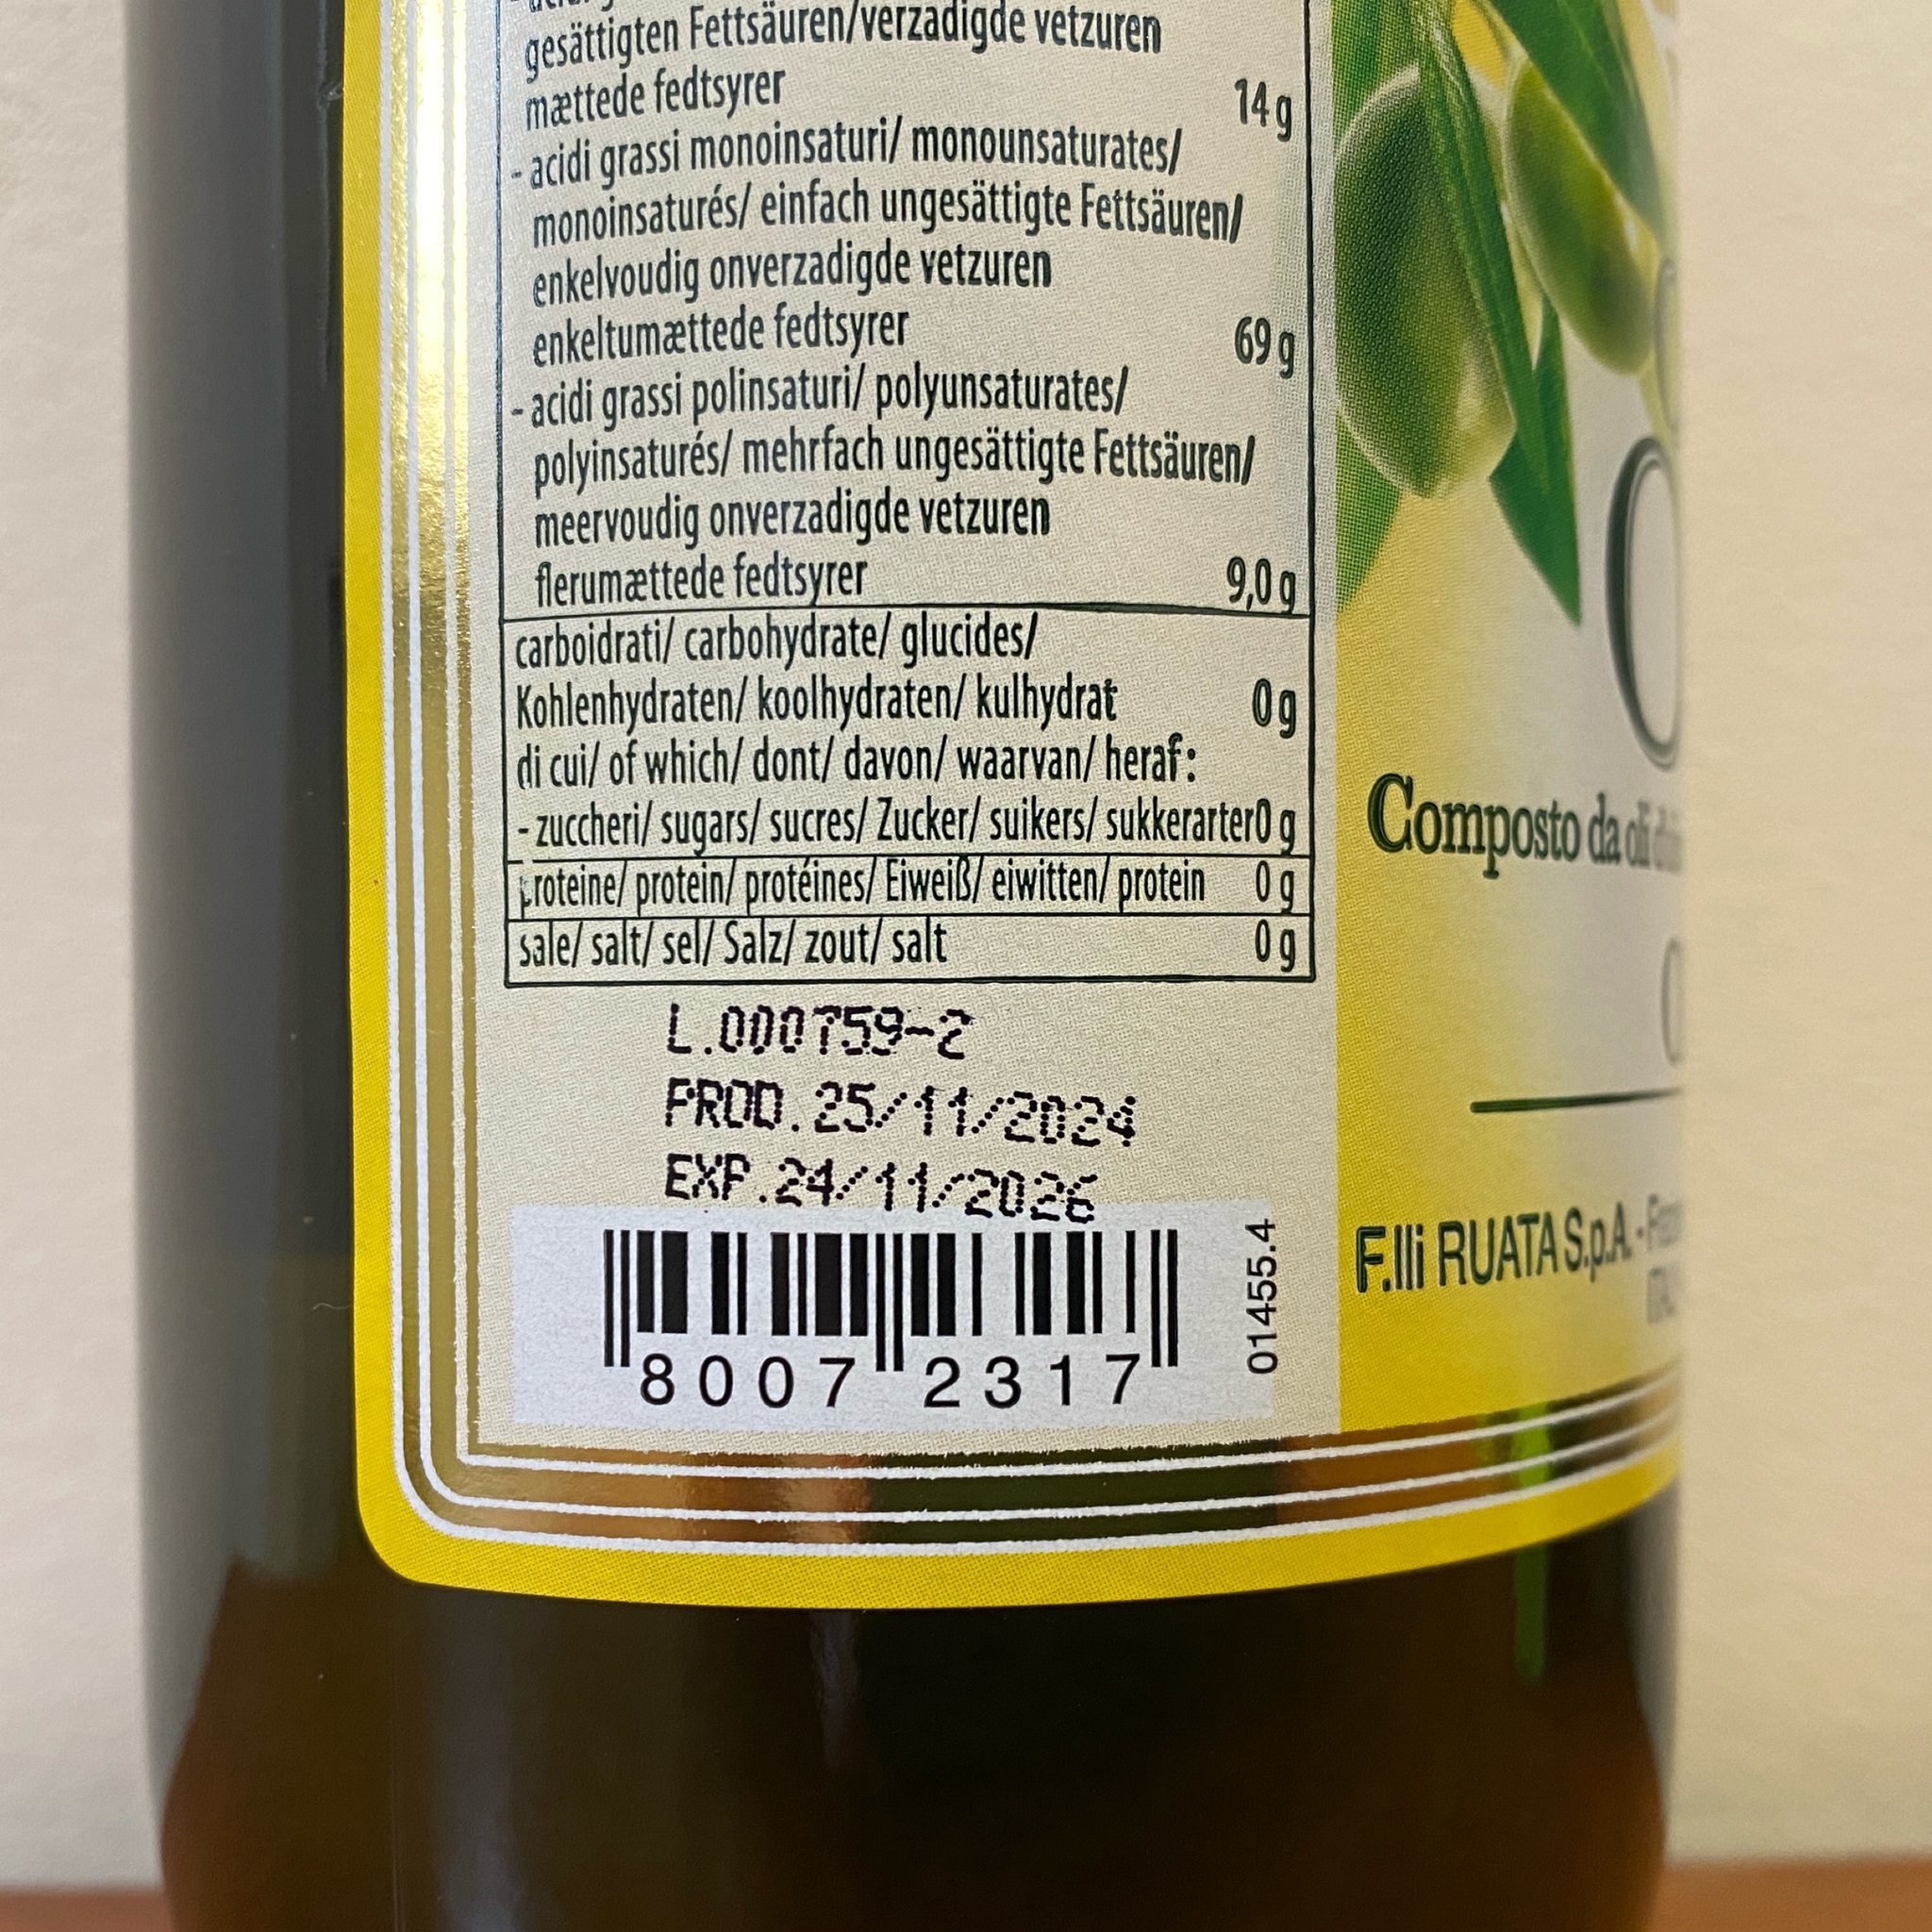 gesättigten Fettsäuren/verzadigde vetzuren
mættede fedtsyrer 14 g
- acidi grassi monoinsaturi/ monounsaturates/
monoinsaturés/ einfach ungesättigte Fettsäuren/
enkelvoudig onverzadigde vetzuren
enkeltumættede fedtsyrer 69 g
- acidi grassi polinsaturi/ polyunsaturates/
polyinsaturés/ mehrfach ungesättigte Fettsäuren/
meervoudig onverzadigde vetzuren
flerumættede fedtsyrer 9,0 g
carboidrati/ carbohydrate/ glucides/
Kohlenhydraten/ koolhydraten/ kulhydrat 0 g
di cui/ of which/ dont/ davon/ waarvan/ heraf:
- zuccheri/ sugars/ sucres/ Zucker/ suikers/ sukkerarter 0 g
proteine/ protein/ protéines/ Eiweiß/ eiwitten/ protein 0 g
sale/ salt/ sel/ Salz/ zout/ salt 0 g
L.000759-2
PROD.25/11/2024
EXP.24/11/2026
8007 2317
01455.4
Composto da oli
F.lli RUATA S.p.A. -